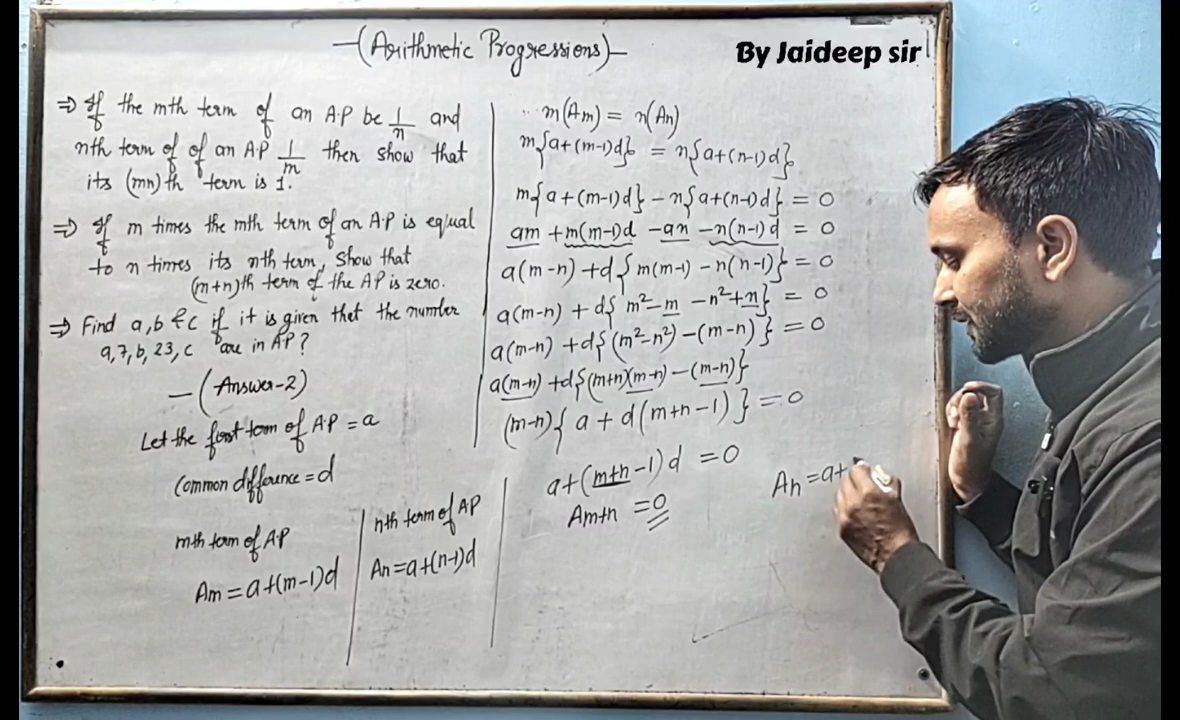 (Arithmetic Progressions)
By Jaideep sir
⇒ If the mth term of an A.P be 1/n and
nth term of of an A.P 1/m then show that
its (mn)th term is 1.
⇒ If m times the mth term of an A.P is equal
to n times its nth term, show that
(m+n)th term of the AP is zero.
⇒ Find a, b & c if it is given that the number
a, 7, b, 23, c are in AP?
(Answer-2)
Let the first term of A.P = a
Common difference = d
mth term of A.P
Am = a+(m-1)d
nth term of AP
An = a+(n-1)d
∵ m(Am) = n(An)
m{a+(m-1)d} = n{a+(n-1)d}
m{a+(m-1)d} - n{a+(n-1)d} = 0
am + m(m-1)d - an - n(n-1)d = 0
a(m-n) + d{m(m-1) - n(n-1)} = 0
a(m-n) + d{m²-m - n²+n} = 0
a(m-n) + d{(m²-n²) - (m-n)} = 0
a(m-n) + d{(m+n)(m-n) - (m-n)}
(m-n){a + d(m+n-1)} = 0
a+(m+n-1)d = 0
Am+n = 0
An = a+